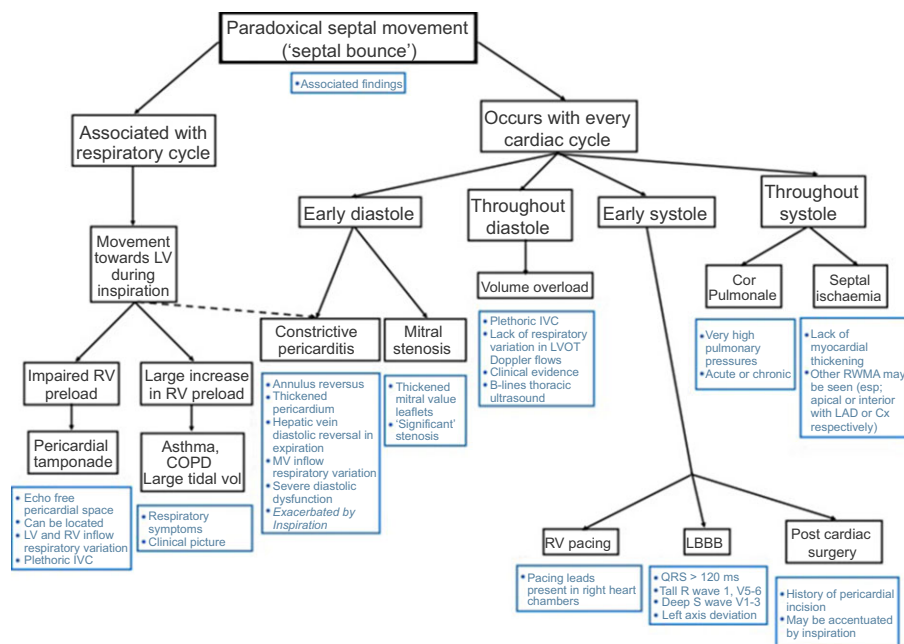 Paradoxical septal movement
(‘septal bounce’)
• Associated findings
Associated with
respiratory cycle
Occurs with every
cardiac cycle
Movement
towards LV
during
inspiration
Early diastole
Throughout
diastole
Early systole
Throughout
systole
Impaired RV
preload
Large increase
in RV preload
Constrictive
pericarditis
Mitral
stenosis
Volume overload
Cor
Pulmonale
Septal
ischaemia
Pericardial
tamponade
Asthma,
COPD
Large tidal vol
• Echo free
pericardial space
• Can be located
• LV and RV inflow
respiratory variation
• Plethoric IVC
• Respiratory
symptoms
• Clinical picture
• Annulus reversus
• Thickened
pericardium
• Hepatic vein
diastolic reversal in
expiration
• MV inflow
respiratory variation
• Severe diastolic
dysfunction
• Exacerbated by
Inspiration
• Thickened
mitral value
leaflets
• ‘Significant’
stenosis
• Plethoric IVC
• Lack of respiratory
variation in LVOT
Doppler flows
• Clinical evidence
• B-lines thoracic
ultrasound
• Very high
pulmonary
pressures
• Acute or chronic
• Lack of
myocardial
thickening
• Other RWMA may
be seen (esp;
apical or interior
with LAD or Cx
respectively)
RV pacing
LBBB
Post cardiac
surgery
• Pacing leads
present in right heart
chambers
• QRS > 120 ms
• Tall R wave 1, V5-6
• Deep S wave V1-3
• Left axis deviation
• History of pericardial
incision
• May be accentuated
by inspiration